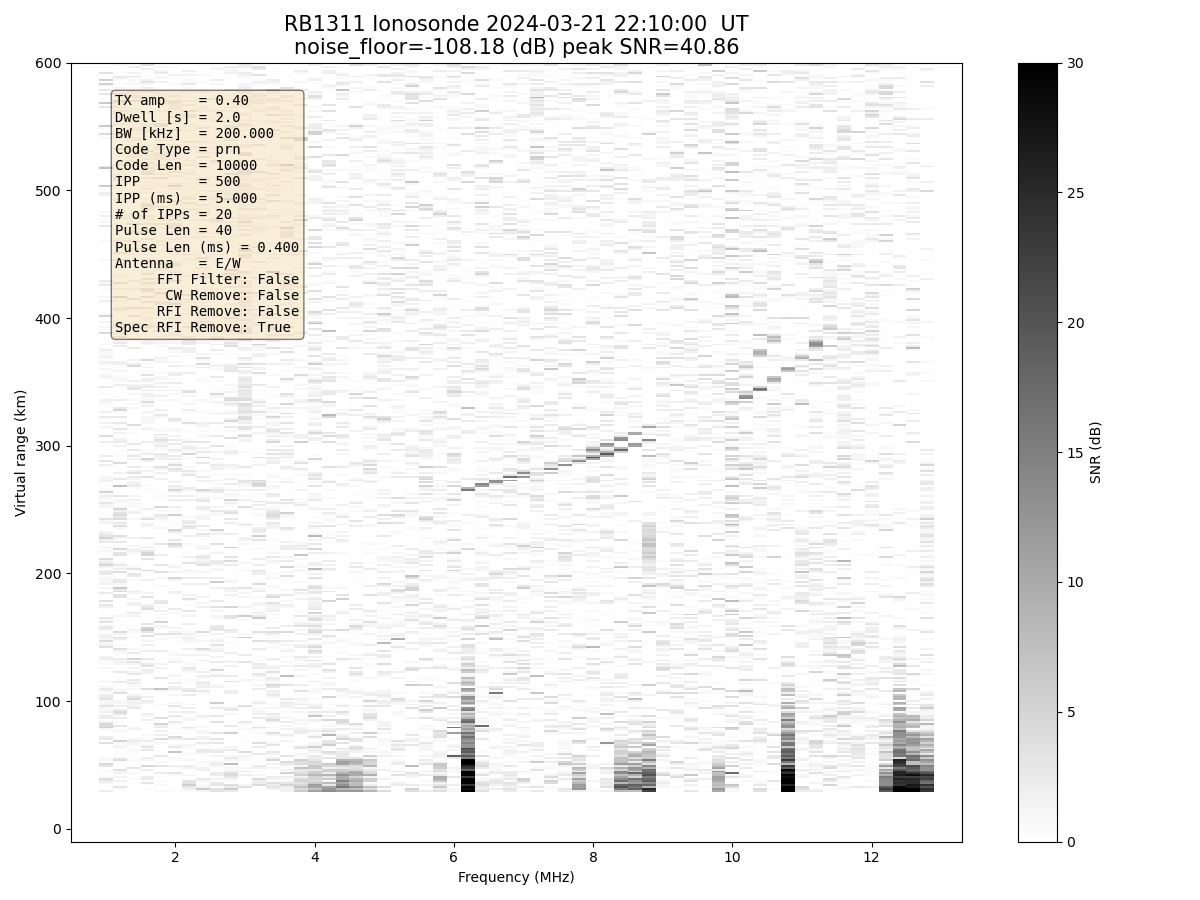 RB1311 Ionosonde 2024-03-21 22:10:00  UT
noise_floor=-108.18 (dB) peak SNR=40.86
600
500
400
300
200
100
0
Virtual range (km)
TX amp    = 0.40
Dwell [s] = 2.0
BW [kHz]  = 200.000
Code Type = prn
Code Len  = 10000
IPP       = 500
IPP (ms)  = 5.000
# of IPPs = 20
Pulse Len = 40
Pulse Len (ms) = 0.400
Antenna   = E/W
FFT Filter: False
CW Remove: False
RFI Remove: False
Spec RFI Remove: True
2 4 6 8 10 12
Frequency (MHz)
30
25
20
15
10
5
0
SNR (dB)